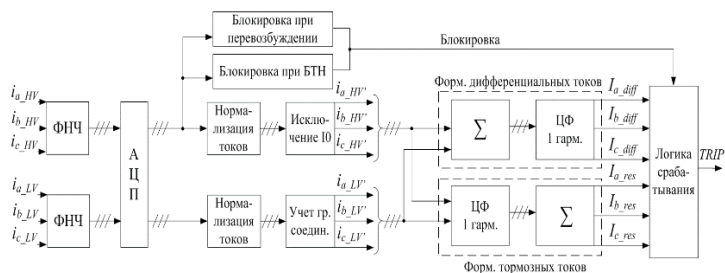 Блокировка при
перевозбуждении
Блокировка
Блокировка при БТН
i_a_HV
i_b_HV
i_c_HV
ФНЧ
АЦП
Норма-
лизация
токов
Исклю-
чение I0
i_a_HV'
i_b_HV'
i_c_HV'
Форм. дифференциальных токов
∑
ЦФ
1 гарм.
I_a_diff
I_b_diff
I_c_diff
Логика
сраба-
тывания
TRIP
i_a_LV
i_b_LV
i_c_LV
ФНЧ
Нормализация
токов
Учет гр.
соедин.
i_a_LV'
i_b_LV'
i_c_LV'
ЦФ
1 гарм.
∑
I_a_res
I_b_res
I_c_res
Форм. тормозных токов